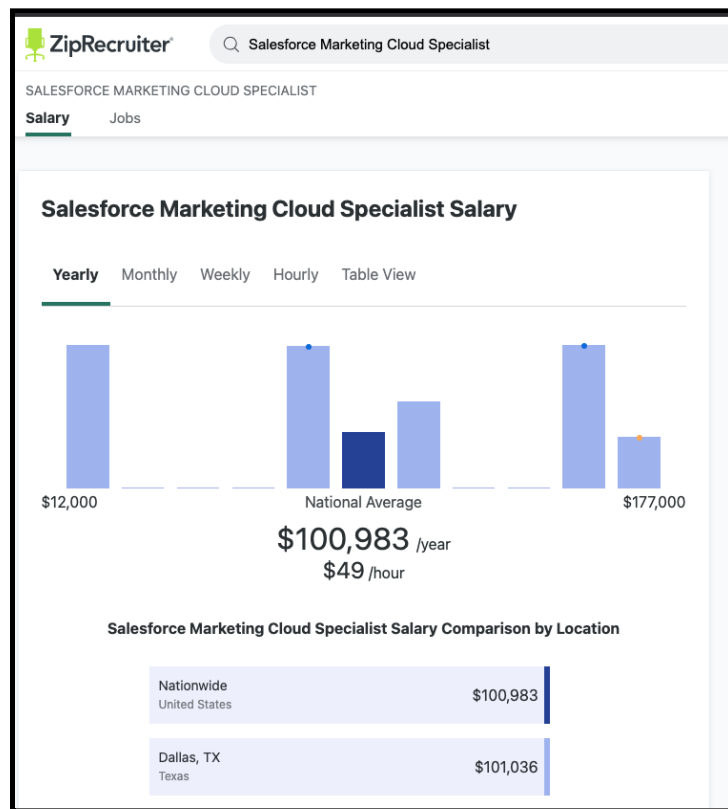 ZipRecruiter®
Salesforce Marketing Cloud Specialist
SALESFORCE MARKETING CLOUD SPECIALIST
Salary Jobs
Salesforce Marketing Cloud Specialist Salary
Yearly Monthly Weekly Hourly Table View
$12,000 National Average $177,000
$100,983 /year
$49 /hour
Salesforce Marketing Cloud Specialist Salary Comparison by Location
Nationwide
United States
$100,983
Dallas, TX
Texas
$101,036